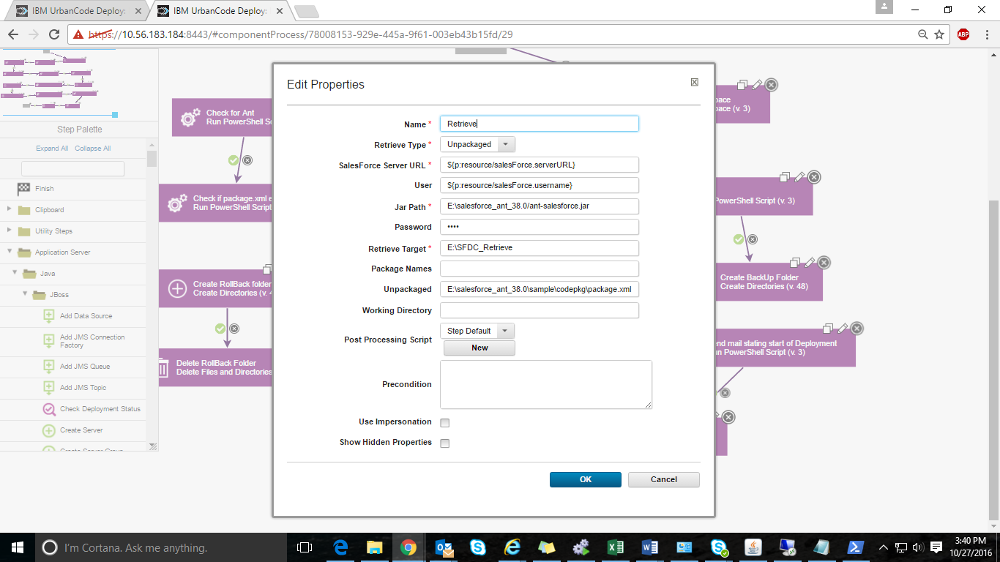 IBM UrbanCode Deploy:
IBM UrbanCode Deploy:
https://10.56.183.184:8443/#componentProcess/78008153-929e-445a-9f61-003eb43b15fd/29
ABP
Step Palette
Expand All Collapse All
Finish
Clipboard
Utility Steps
Application Server
Java
JBoss
Add Data Source
Add JMS Connection
Factory
Add JMS Queue
Add JMS Topic
Check Deployment Status
Create Server
Create Server Group
Check for Ant
Run PowerShell Sc
Check if package.xml e
Run PowerShell Script
Create RollBack folder
Create Directories (v. 4
Delete RollBack Folder
Delete Files and Directories
Edit Properties
Name *
Retrieve
Retrieve Type *
Unpackaged
SalesForce Server URL *
${p:resource/salesForce.serverURL}
User
${p:resource/salesForce.username}
Jar Path *
E:\salesforce_ant_38.0/ant-salesforce.jar
Password
••••
Retrieve Target *
E:\SFDC_Retrieve
Package Names
Unpackaged
E:\salesforce_ant_38.0\sample\codepkg\package.xml
Working Directory
Post Processing Script
Step Default
New
Precondition
Use Impersonation
Show Hidden Properties
OK
Cancel
pace
pace (v. 3)
PowerShell Script (v. 3)
Create BackUp Folder
Create Directories (v. 48)
nd mail stating start of Deployment
n PowerShell Script (v. 3)
I'm Cortana. Ask me anything.
3:40 PM
10/27/2016